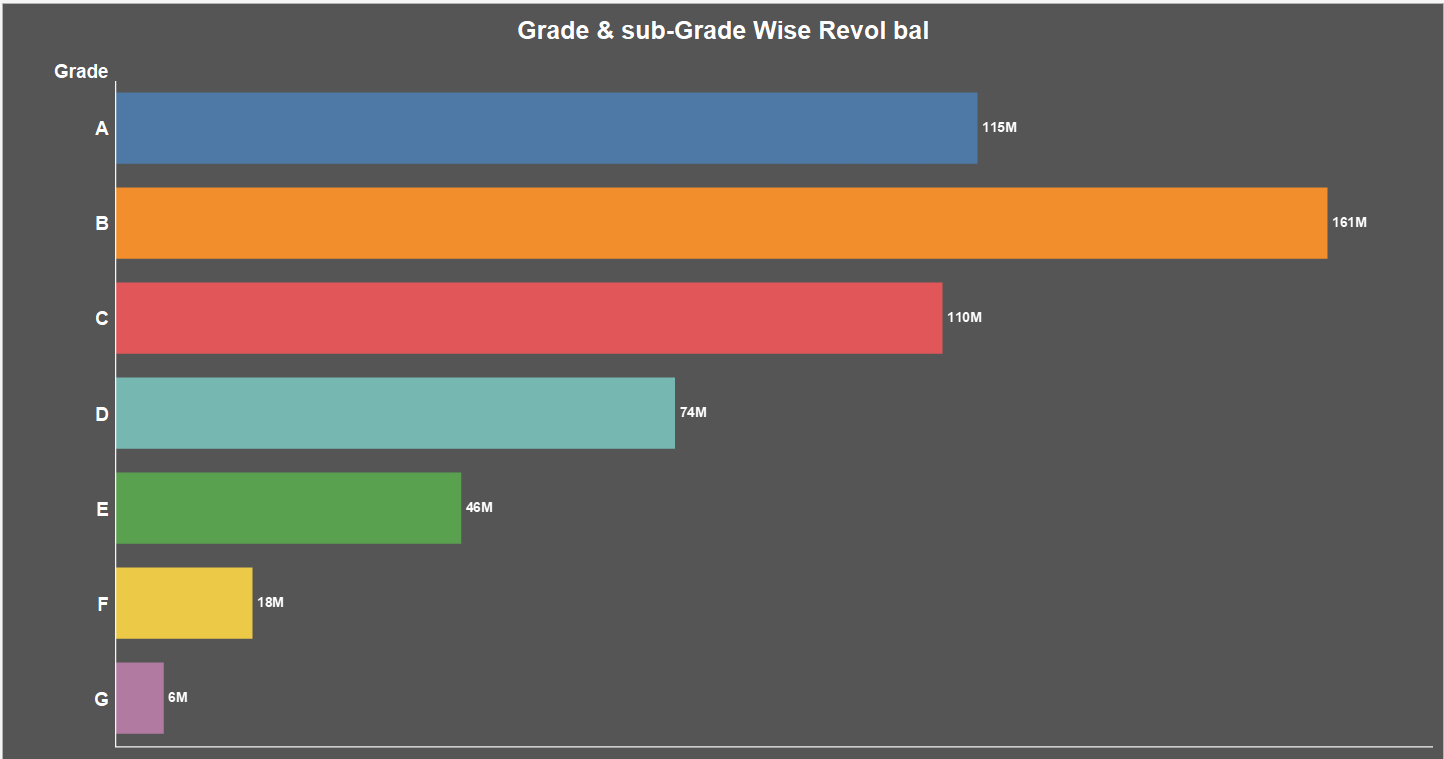 Grade & sub-Grade Wise Revol bal
Grade
A 115M
B 161M
C 110M
D 74M
E 46M
F 18M
G 6M